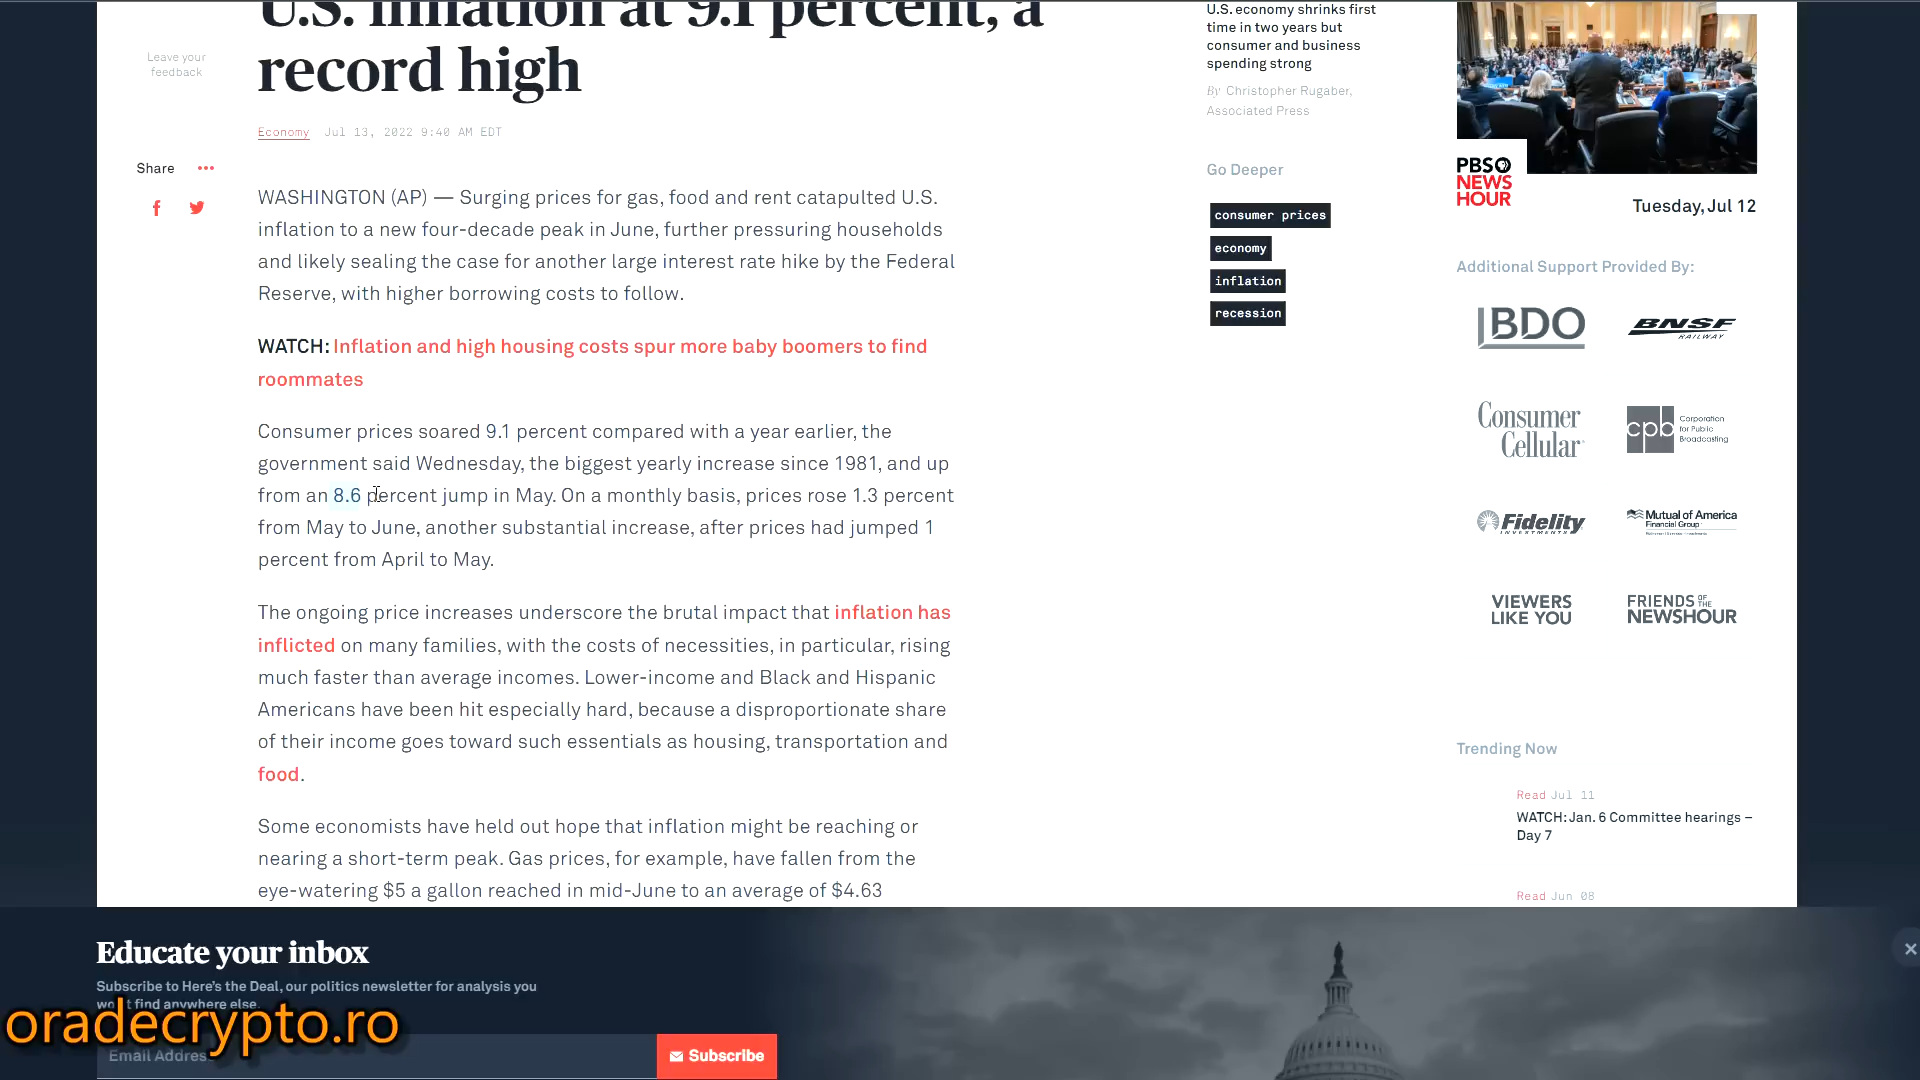 U.S. inflation at 9.1 percent, a
record high
Leave your
feedback
Economy Jul 13, 2022 9:40 AM EDT
Share
WASHINGTON (AP) — Surging prices for gas, food and rent catapulted U.S.
inflation to a new four-decade peak in June, further pressuring households
and likely sealing the case for another large interest rate hike by the Federal
Reserve, with higher borrowing costs to follow.
WATCH: Inflation and high housing costs spur more baby boomers to find
roommates
Consumer prices soared 9.1 percent compared with a year earlier, the
government said Wednesday, the biggest yearly increase since 1981, and up
from an 8.6 percent jump in May. On a monthly basis, prices rose 1.3 percent
from May to June, another substantial increase, after prices had jumped 1
percent from April to May.
The ongoing price increases underscore the brutal impact that inflation has
inflicted on many families, with the costs of necessities, in particular, rising
much faster than average incomes. Lower-income and Black and Hispanic
Americans have been hit especially hard, because a disproportionate share
of their income goes toward such essentials as housing, transportation and
food.
Some economists have held out hope that inflation might be reaching or
nearing a short-term peak. Gas prices, for example, have fallen from the
eye-watering $5 a gallon reached in mid-June to an average of $4.63
U.S. economy shrinks first
time in two years but
consumer and business
spending strong
By Christopher Rugaber,
Associated Press
Go Deeper
consumer prices
economy
inflation
recession
PBS
NEWS
HOUR
Tuesday, Jul 12
Additional Support Provided By:
BDO
BNSF
RAILWAY
Consumer
Cellular
cpb
Corporation
for Public
Broadcasting
Fidelity
INVESTMENTS
Mutual of America
Financial Group
VIEWERS
LIKE YOU
FRIENDS OF THE
NEWSHOUR
Trending Now
Read Jul 11
WATCH: Jan. 6 Committee hearings –
Day 7
Read Jun 08
Educate your inbox
Subscribe to Here's the Deal, our politics newsletter for analysis you
won't find anywhere else.
oradecrypto.ro
Email Address
Subscribe